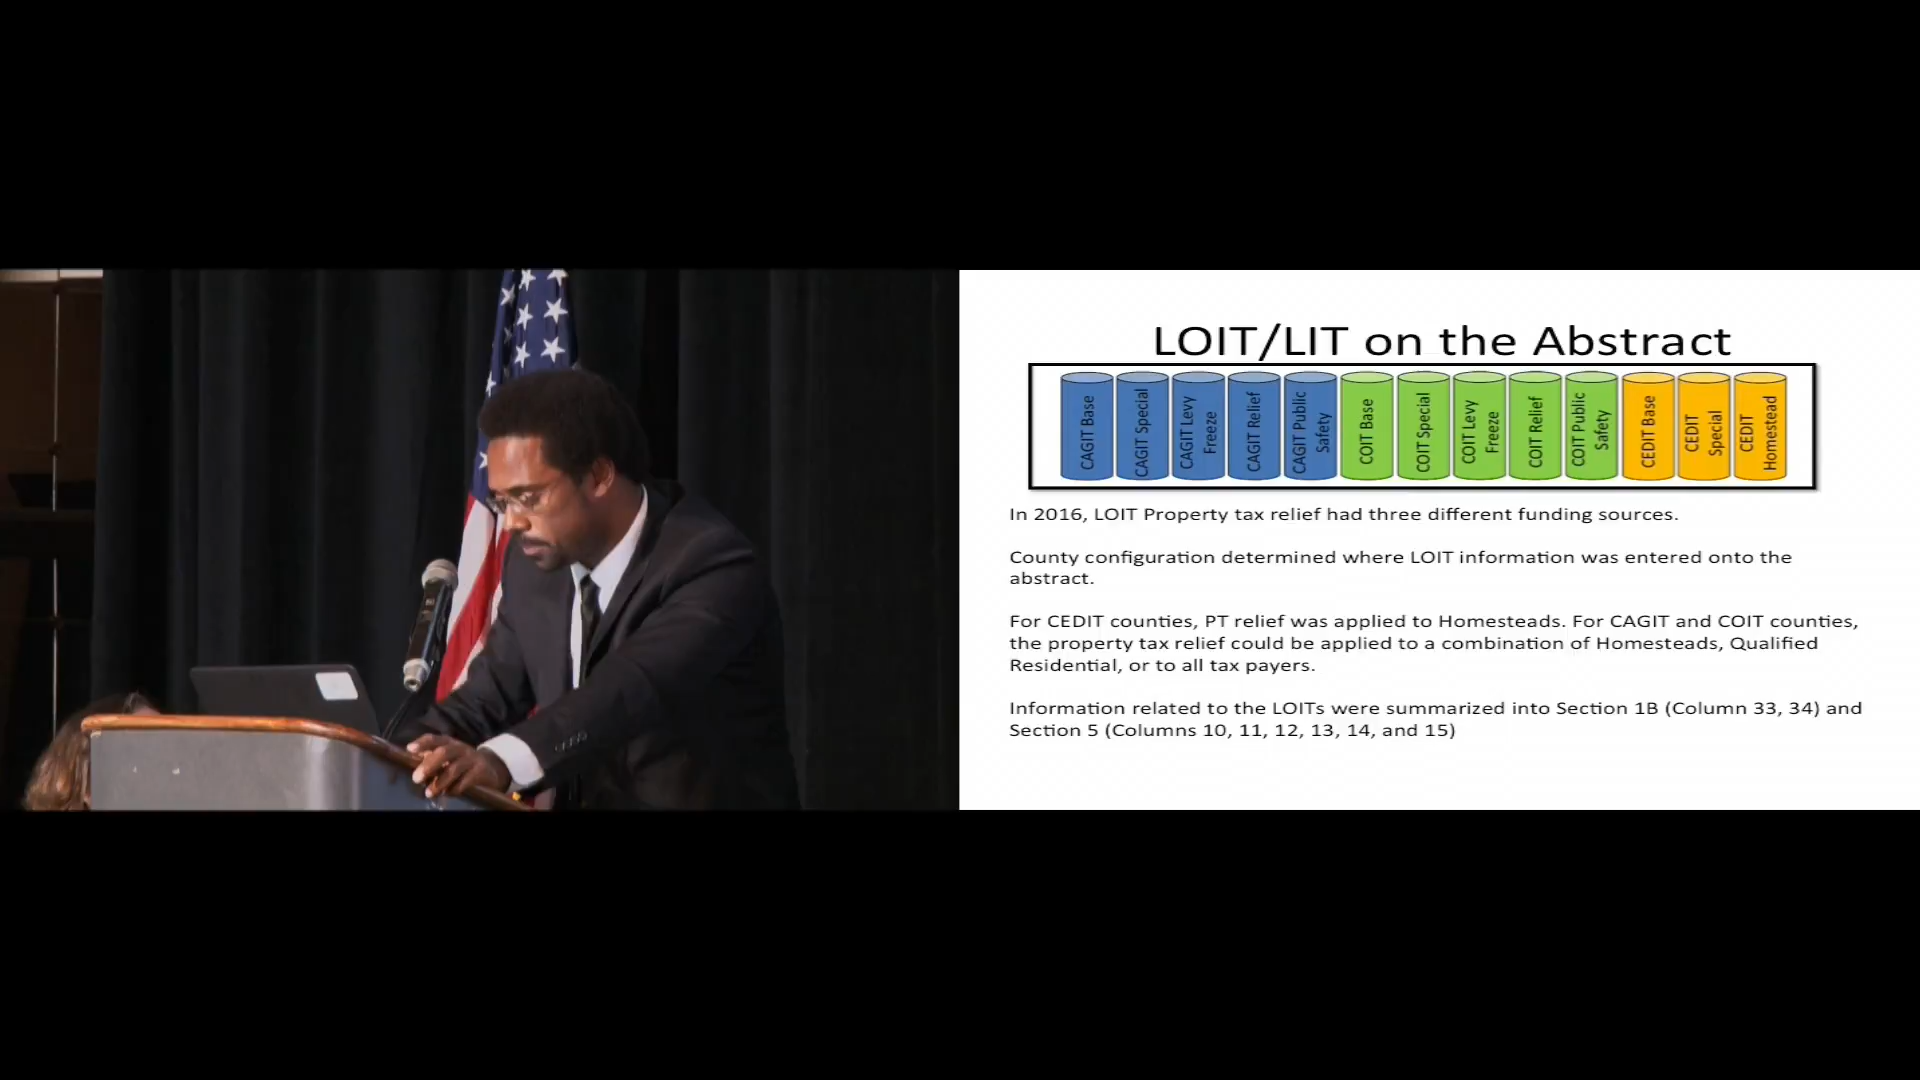 LOIT/LIT on the Abstract
CAGIT Base
CAGIT Special
CAGIT Levy
Freeze
CAGIT Relief
CAGIT Public
Safety
COIT Base
COIT Special
COIT Levy
Freeze
COIT Relief
COIT Public
Safety
CEDIT Base
CEDIT
Special
CEDIT
Homestead
In 2016, LOIT Property tax relief had three different funding sources.
County configuration determined where LOIT information was entered onto the
abstract.
For CEDIT counties, PT relief was applied to Homesteads. For CAGIT and COIT counties,
the property tax relief could be applied to a combination of Homesteads, Qualified
Residential, or to all tax payers.
Information related to the LOITs were summarized into Section 1B (Column 33, 34) and
Section 5 (Columns 10, 11, 12, 13, 14, and 15)